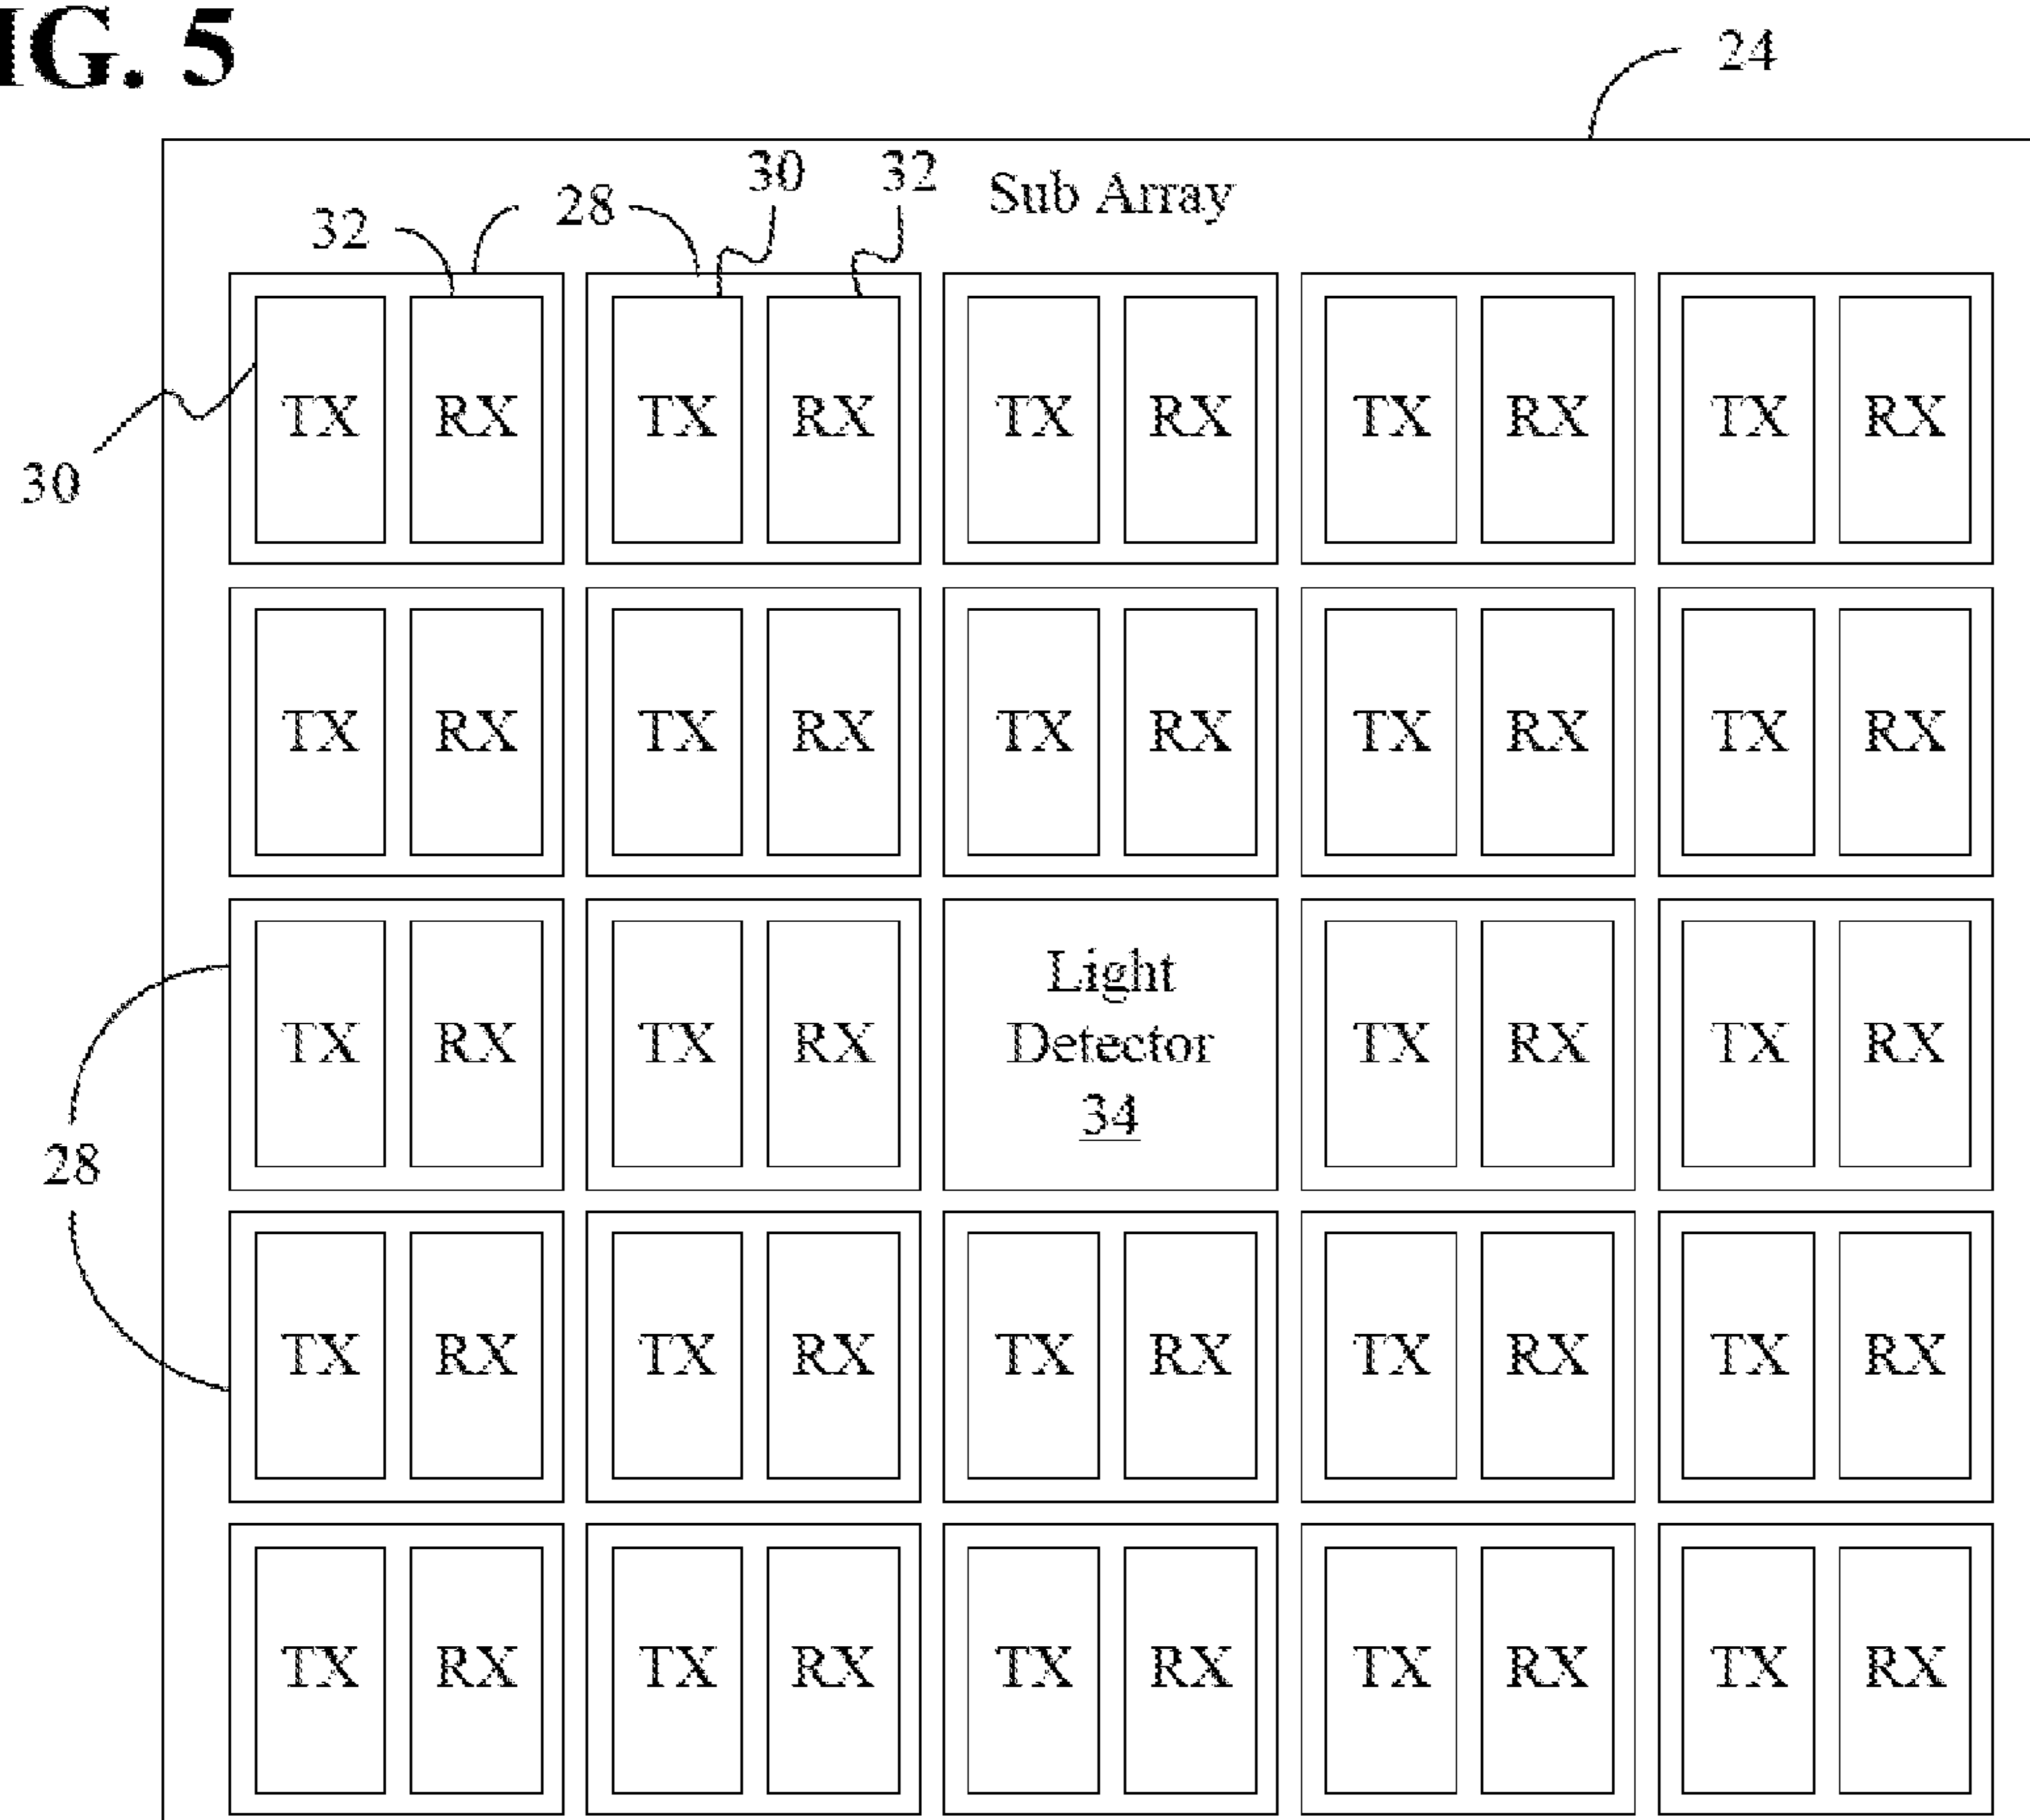 IG. 5
24
30 32 Sub Array
32 28
TX RX TX RX TX RX TX RX TX RX
30
TX RX TX RX TX RX TX RX TX RX
Light
TX RX TX RX Detector TX RX TX RX
34
28
TX RX TX RX TX RX TX RX TX RX
TX RX TX RX TX RX TX RX TX RX